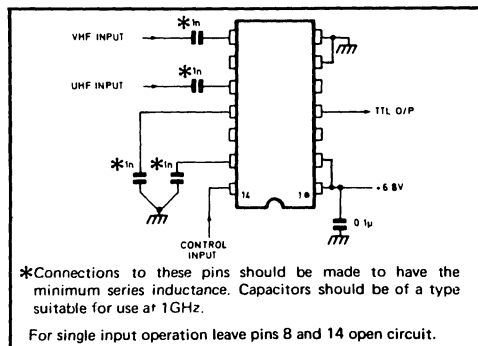 VHF INPUT
*1n
UHF INPUT
*1n
TTL O/P
*1n
*1n
14
1
+6 8V
0 1µ
CONTROL
INPUT
*Connections to these pins should be made to have the
minimum series inductance. Capacitors should be of a type
suitable for use at 1GHz.
For single input operation leave pins 8 and 14 open circuit.